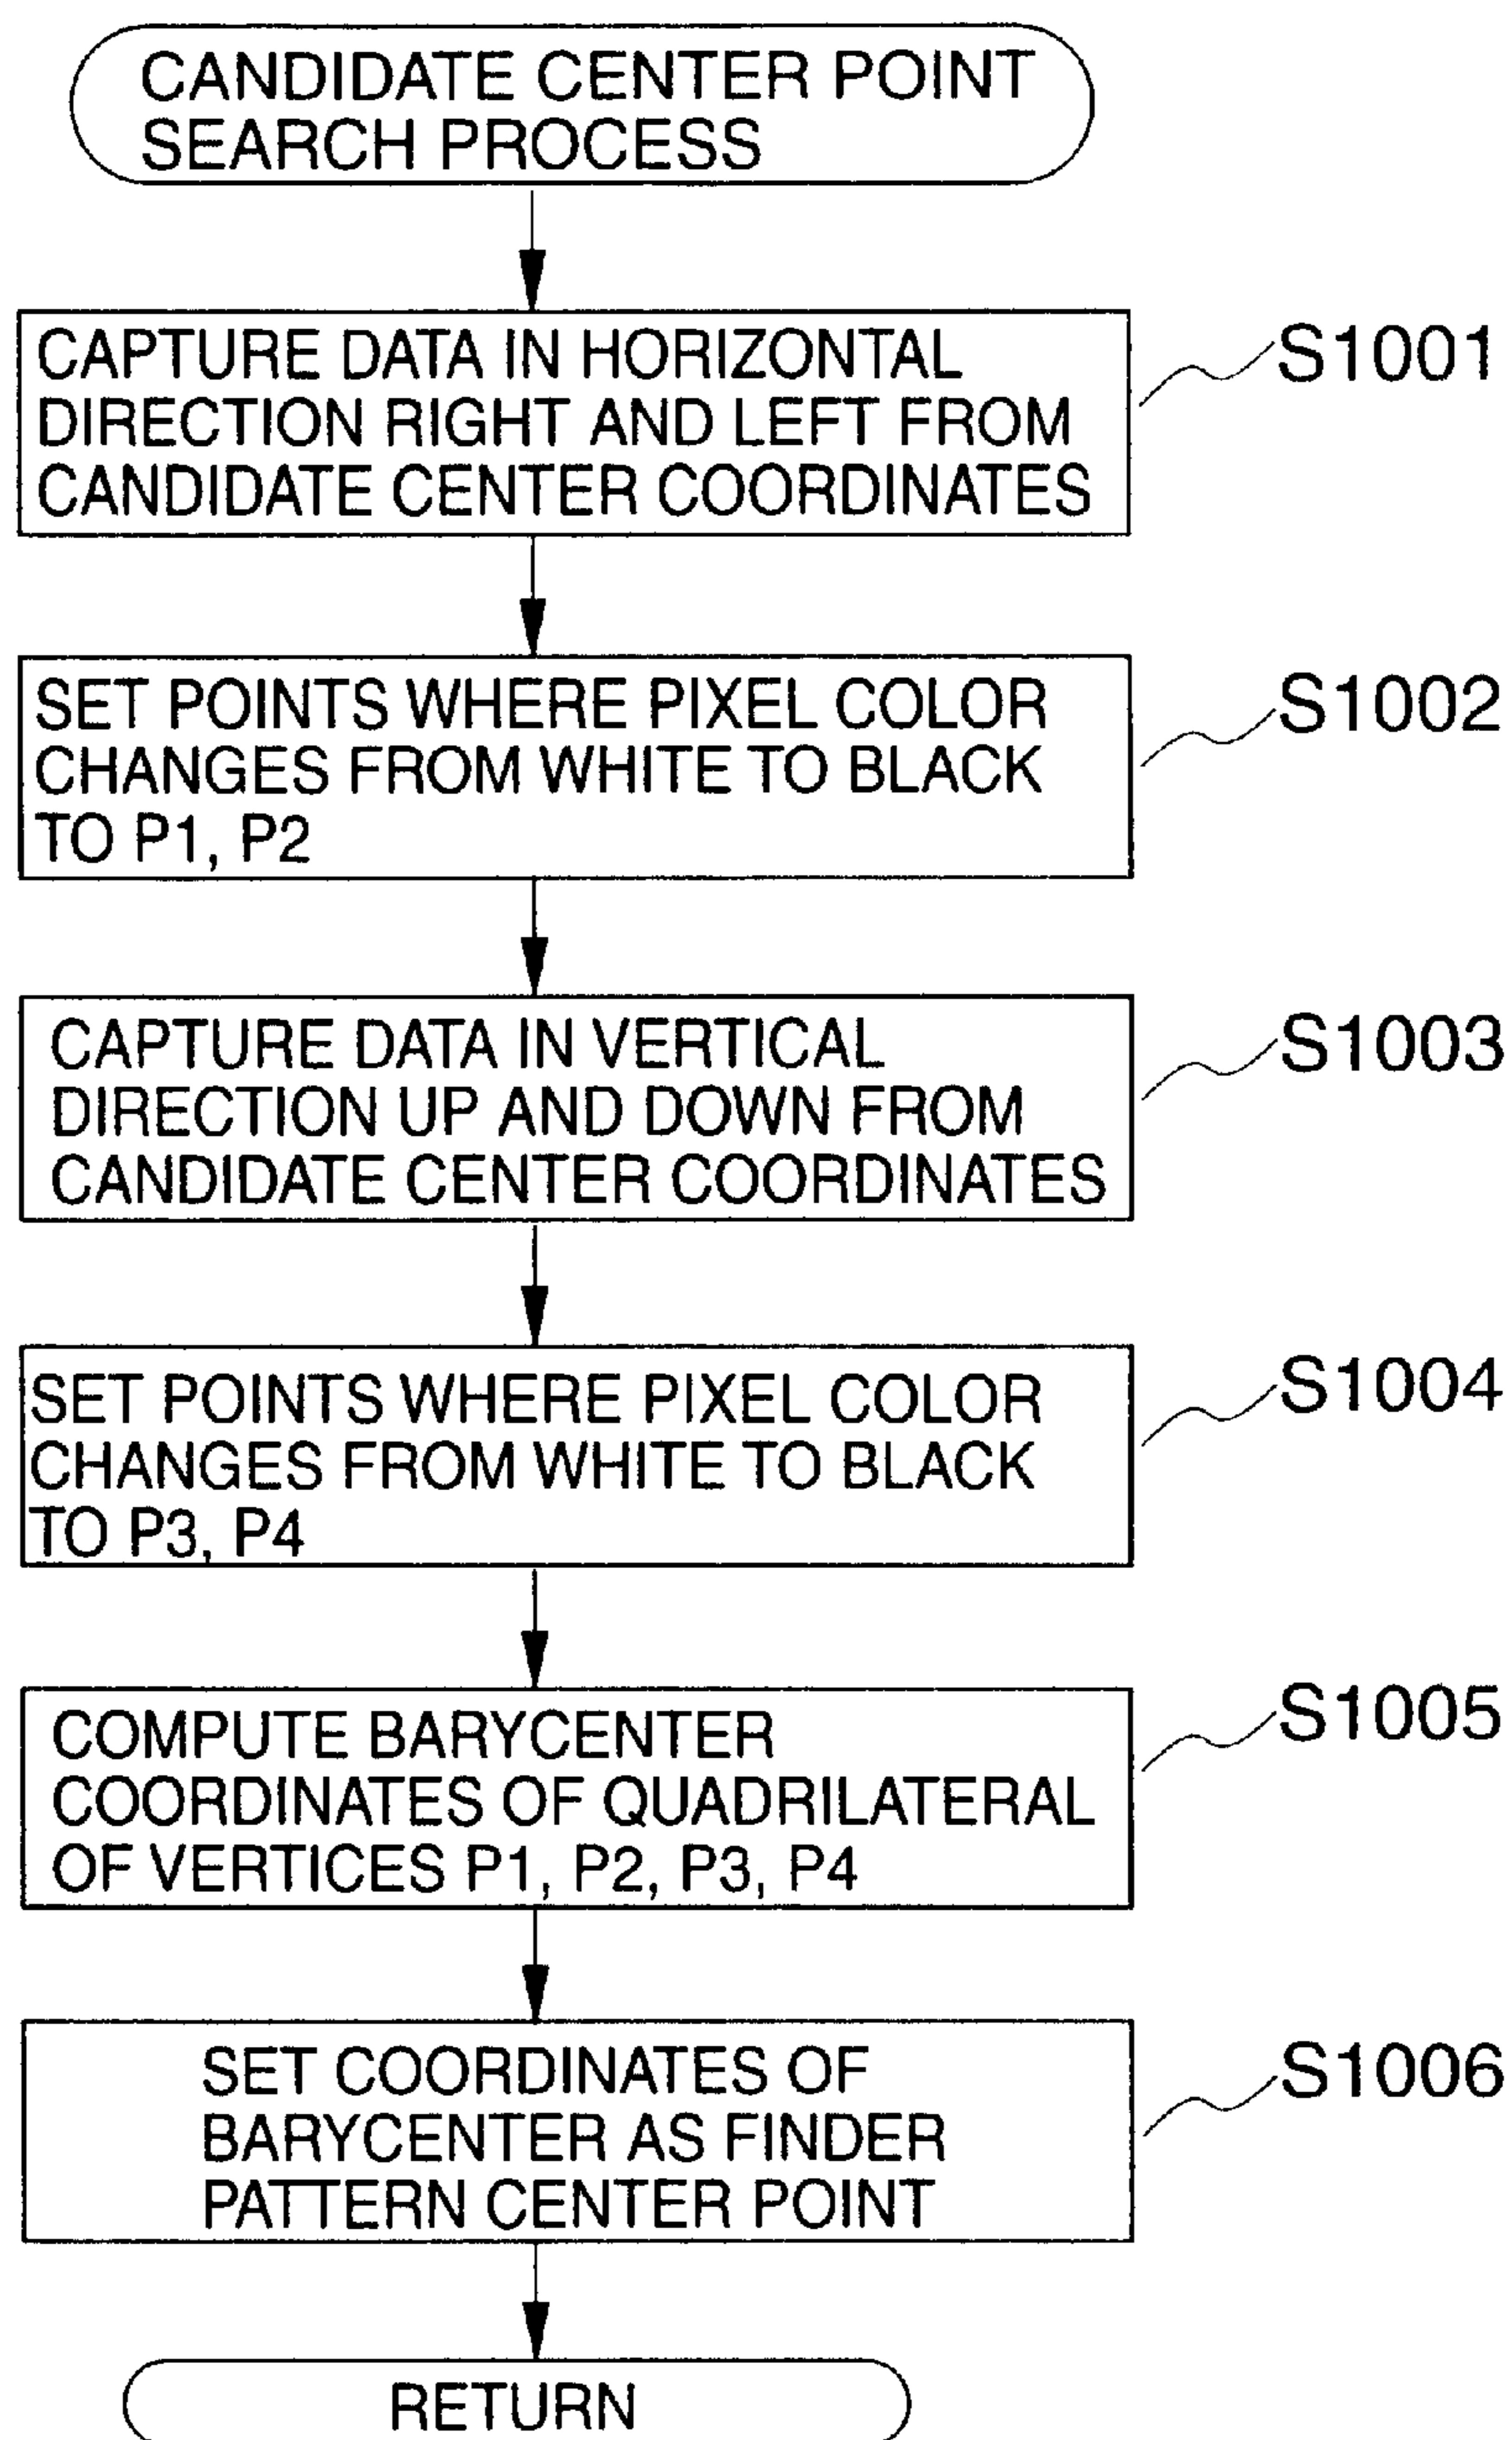 CANDIDATE CENTER POINT
SEARCH PROCESS
CAPTURE DATA IN HORIZONTAL
DIRECTION RIGHT AND LEFT FROM
CANDIDATE CENTER COORDINATES
S1001
SET POINTS WHERE PIXEL COLOR
CHANGES FROM WHITE TO BLACK
TO P1, P2
S1002
CAPTURE DATA IN VERTICAL
DIRECTION UP AND DOWN FROM
CANDIDATE CENTER COORDINATES
S1003
SET POINTS WHERE PIXEL COLOR
CHANGES FROM WHITE TO BLACK
TO P3, P4
S1004
COMPUTE BARYCENTER
COORDINATES OF QUADRILATERAL
OF VERTICES P1, P2, P3, P4
S1005
SET COORDINATES OF
BARYCENTER AS FINDER
PATTERN CENTER POINT
S1006
RETURN